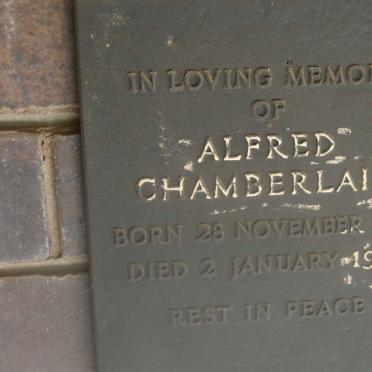 IN LOVING MEMO
OF
ALFRED
CHAMBERLAI
BORN 28 NOVEMBER
DIED 2 JANUARY 19
REST IN PEACE